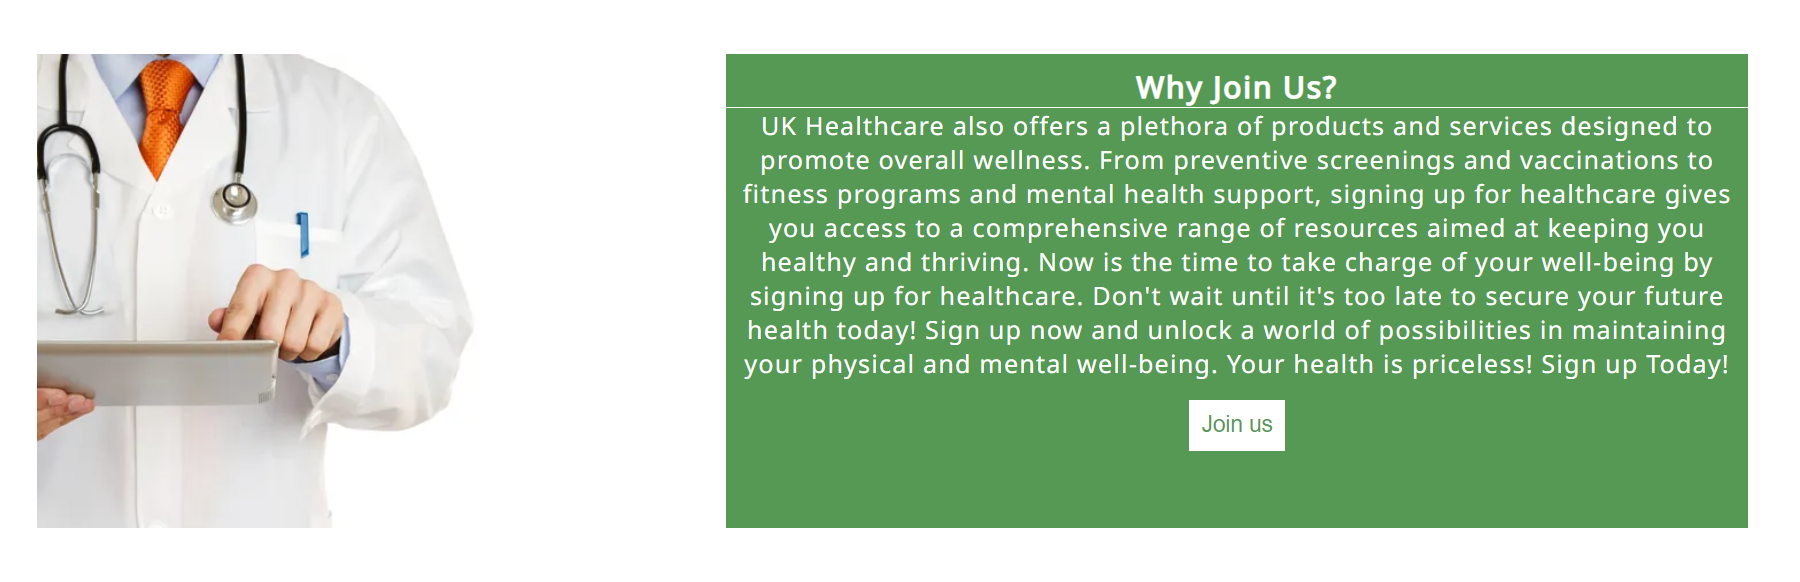 Why Join Us?
UK Healthcare also offers a plethora of products and services designed to
promote overall wellness. From preventive screenings and vaccinations to
fitness programs and mental health support, signing up for healthcare gives
you access to a comprehensive range of resources aimed at keeping you
healthy and thriving. Now is the time to take charge of your well-being by
signing up for healthcare. Don't wait until it's too late to secure your future
health today! Sign up now and unlock a world of possibilities in maintaining
your physical and mental well-being. Your health is priceless! Sign up Today!
Join us